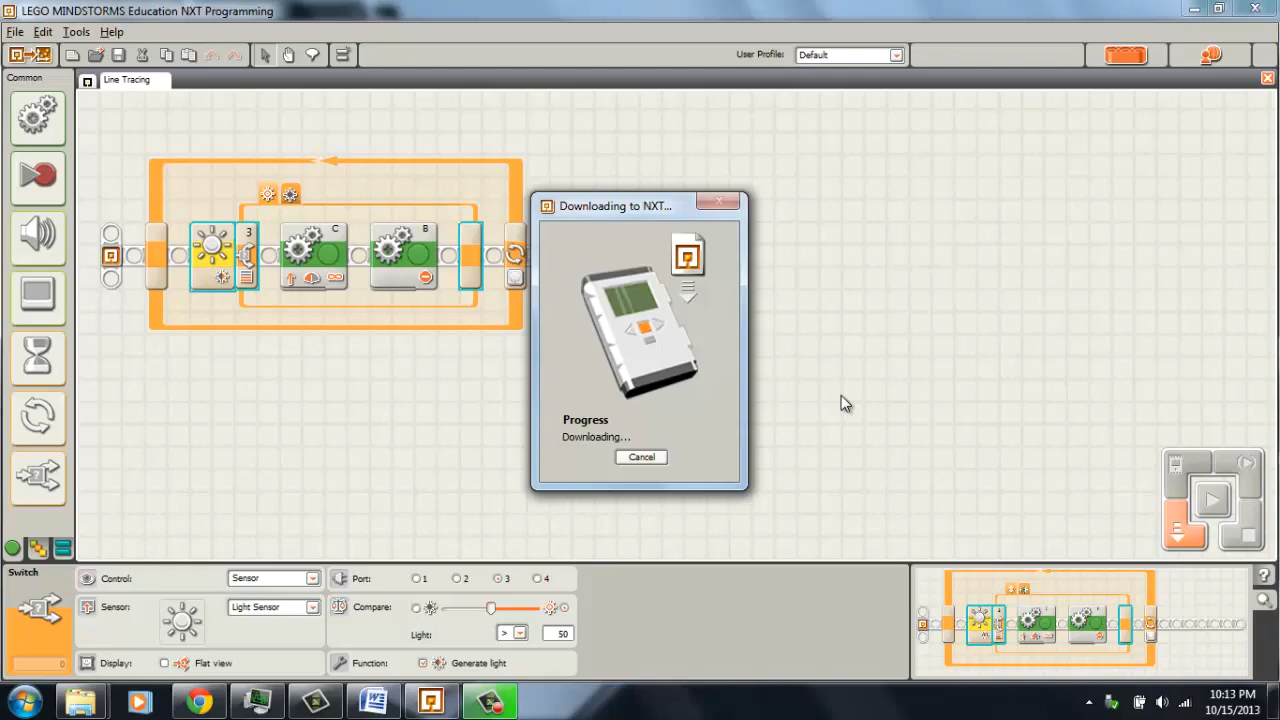 LEGO MINDSTORMS Education NXT Programming
File Edit Tools Help
User Profile: Default
Common
Line Tracing
3 C B
Downloading to NXT...
Progress
Downloading...
Cancel
Switch
Control: Sensor
Port: 1 2 3 4
Sensor: Light Sensor
Compare:
Light: > 50
Display: Flat view
Function: Generate light
0
?
10:13 PM
10/15/2013